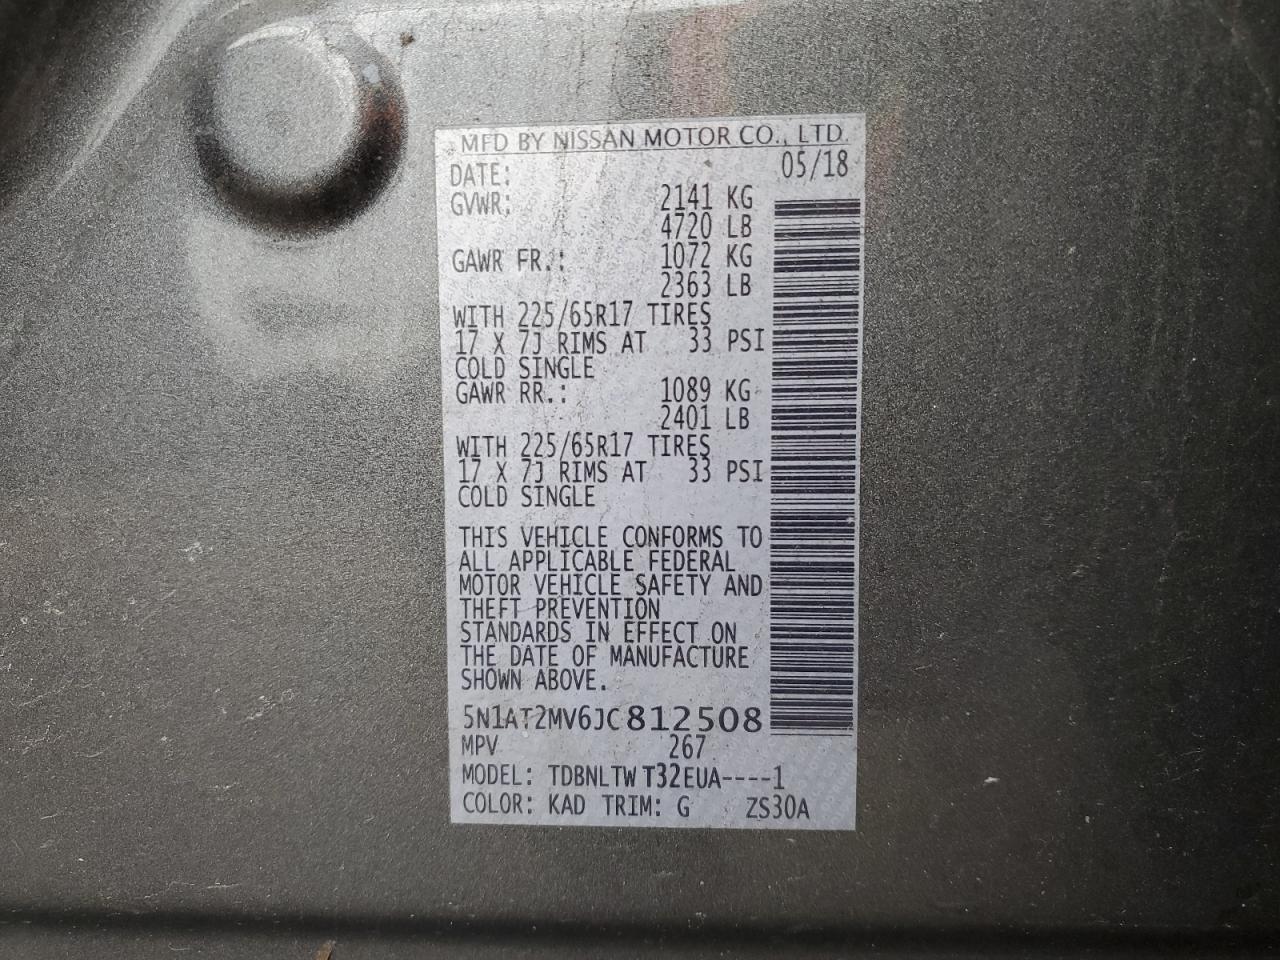 MFD BY NISSAN MOTOR CO., LTD.
DATE: 05/18
GVWR: 2141 KG
4720 LB
GAWR FR.: 1072 KG
2363 LB
WITH 225/65R17 TIRES
17 X 7J RIMS AT 33 PSI
COLD SINGLE
GAWR RR.: 1089 KG
2401 LB
WITH 225/65R17 TIRES
17 X 7J RIMS AT 33 PSI
COLD SINGLE
THIS VEHICLE CONFORMS TO
ALL APPLICABLE FEDERAL
MOTOR VEHICLE SAFETY AND
THEFT PREVENTION
STANDARDS IN EFFECT ON
THE DATE OF MANUFACTURE
SHOWN ABOVE.
5N1AT2MV6JC812508
MPV 267
MODEL: TDBNLTW T32EUA----1
COLOR: KAD TRIM: G ZS30A